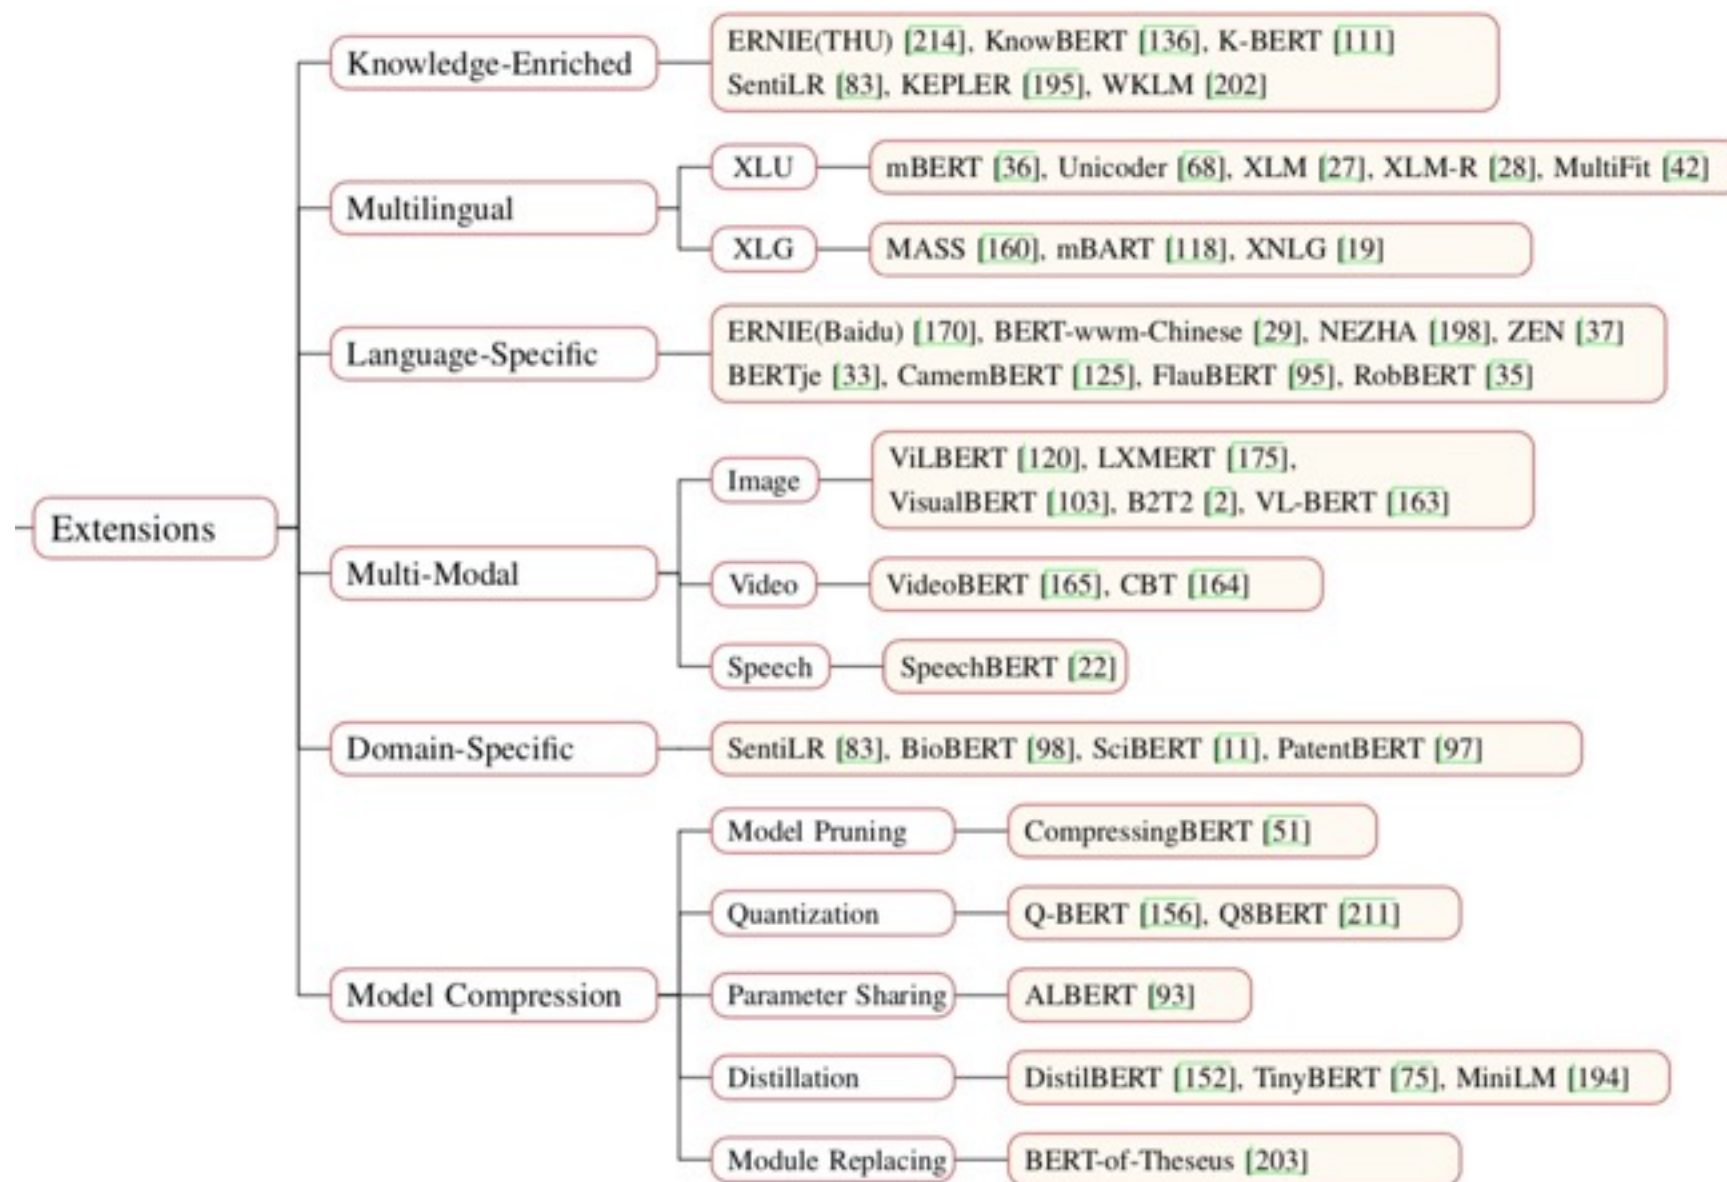 Extensions
Knowledge-Enriched
ERNIE(THU) [214], KnowBERT [136], K-BERT [111]
SentiLR [83], KEPLER [195], WKLM [202]
Multilingual
XLU
mBERT [36], Unicoder [68], XLM [27], XLM-R [28], MultiFit [42]
XLG
MASS [160], mBART [118], XNLG [19]
Language-Specific
ERNIE(Baidu) [170], BERT-wwm-Chinese [29], NEZHA [198], ZEN [37]
BERTje [33], CamemBERT [125], FlauBERT [95], RobBERT [35]
Multi-Modal
Image
ViLBERT [120], LXMERT [175],
VisualBERT [103], B2T2 [2], VL-BERT [163]
Video
VideoBERT [165], CBT [164]
Speech
SpeechBERT [22]
Domain-Specific
SentiLR [83], BioBERT [98], SciBERT [11], PatentBERT [97]
Model Compression
Model Pruning
CompressingBERT [51]
Quantization
Q-BERT [156], Q8BERT [211]
Parameter Sharing
ALBERT [93]
Distillation
DistilBERT [152], TinyBERT [75], MiniLM [194]
Module Replacing
BERT-of-Theseus [203]